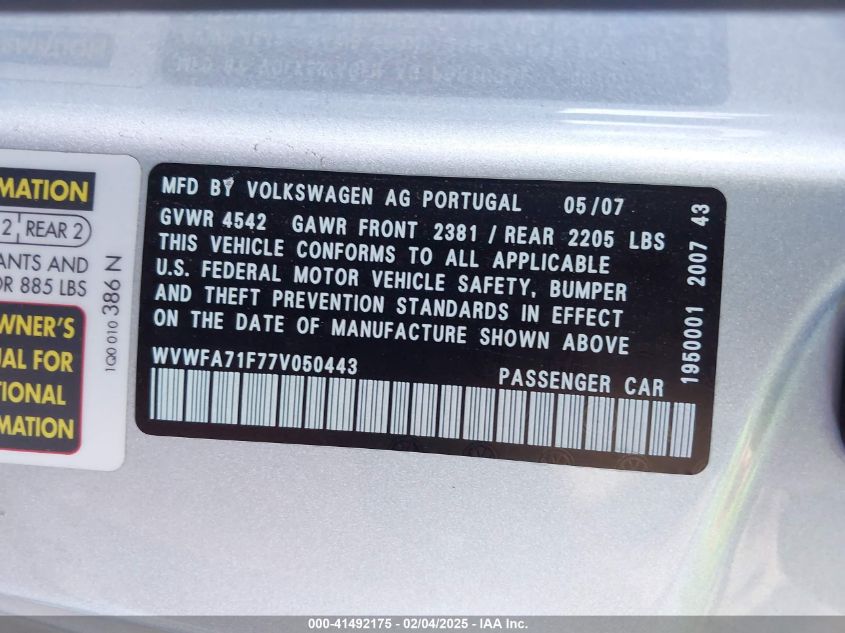 MATION
2 REAR 2
ANTS AND
OR 885 LBS
WNER'S
AL FOR
TIONAL
MATION
1Q0 010 386 N
MFD BY VOLKSWAGEN AG PORTUGAL 05/07
GVWR 4542 GAWR FRONT 2381 / REAR 2205 LBS
THIS VEHICLE CONFORMS TO ALL APPLICABLE
U.S. FEDERAL MOTOR VEHICLE SAFETY, BUMPER
AND THEFT PREVENTION STANDARDS IN EFFECT
ON THE DATE OF MANUFACTURE SHOWN ABOVE
WVWFA71F77V050443 PASSENGER CAR
1950001 2007 43
000-41492175 - 02/04/2025 - IAA Inc.